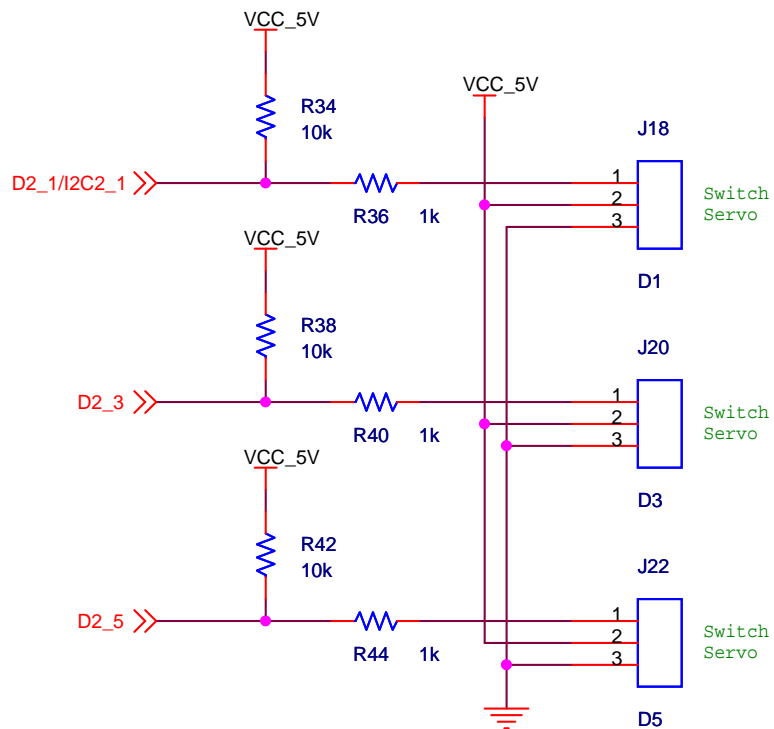 VCC_5V
R34
10k
VCC_5V
J18
D2_1/I2C2_1
R36 1k
1
2
3
Switch
Servo
D1
VCC_5V
R38
10k
J20
D2_3
R40 1k
1
2
3
Switch
Servo
D3
VCC_5V
R42
10k
J22
D2_5
R44 1k
1
2
3
Switch
Servo
D5